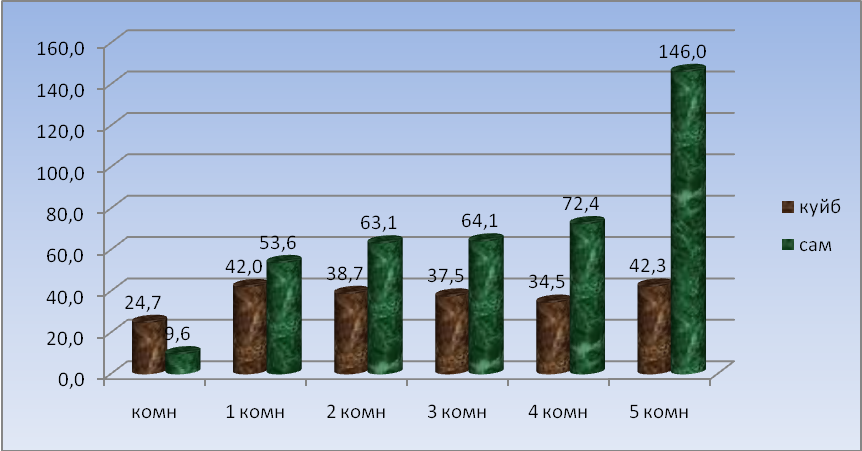 160,0
140,0
120,0
100,0
80,0
60,0
40,0
20,0
0,0
24,7
9,6
42,0
53,6
38,7
63,1
37,5
64,1
34,5
72,4
42,3
146,0
комн
1 комн
2 комн
3 комн
4 комн
5 комн
куйб
сам